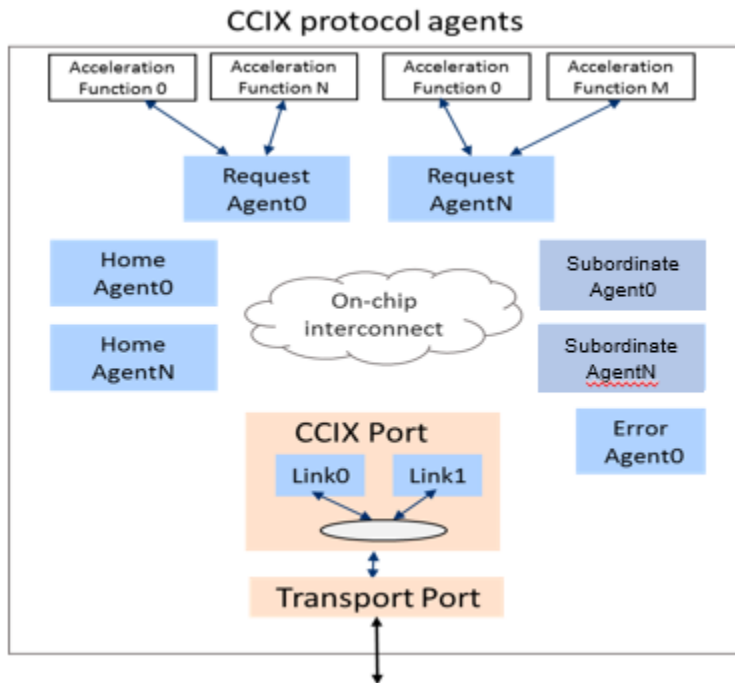 CCIX protocol agents
Acceleration
Function 0
Acceleration
Function N
Acceleration
Function 0
Acceleration
Function M
Request
Agent0
Request
AgentN
Home
Agent0
Subordinate
Agent0
On-chip
interconnect
Home
AgentN
Subordinate
AgentN
Error
Agent0
CCIX Port
Link0
Link1
Transport Port